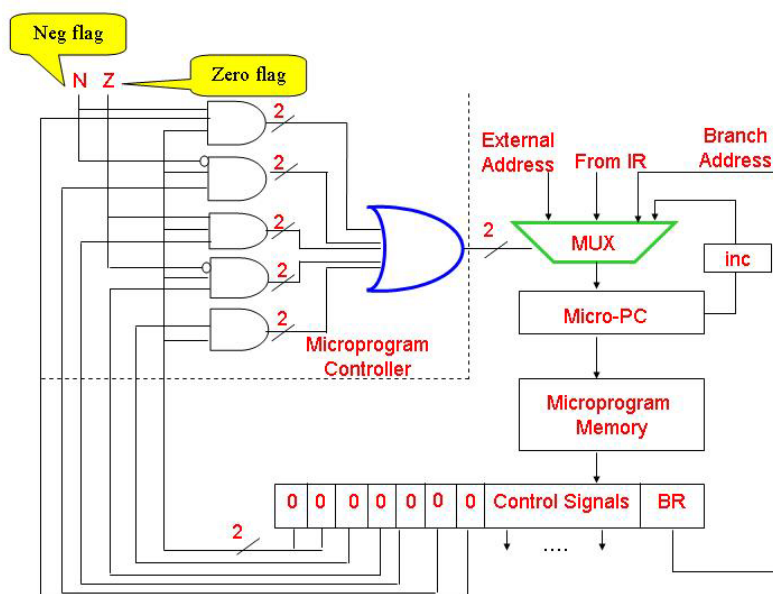 Neg flag
N Z
Zero flag
2
2
2
2
2
Microprogram
Controller
2
External
Address
From IR
Branch
Address
MUX
inc
Micro-PC
Microprogram
Memory
0 0 0 0 0 0 0 Control Signals BR
2
....